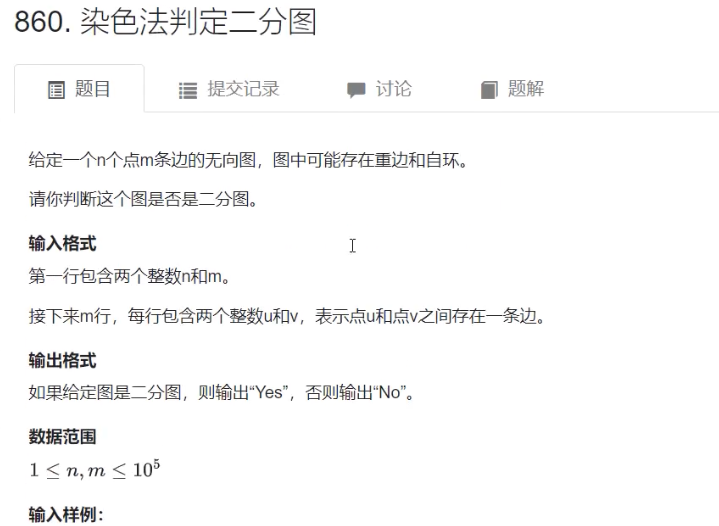 860. 染色法判定二分图
题目 提交记录 讨论 题解
给定一个n个点m条边的无向图，图中可能存在重边和自环。
请你判断这个图是否是二分图。
输入格式
第一行包含两个整数n和m。
接下来m行，每行包含两个整数u和v，表示点u和点v之间存在一条边。
输出格式
如果给定图是二分图，则输出“Yes”，否则输出“No”。
数据范围
1 ≤ n, m ≤ 10⁵
输入样例：